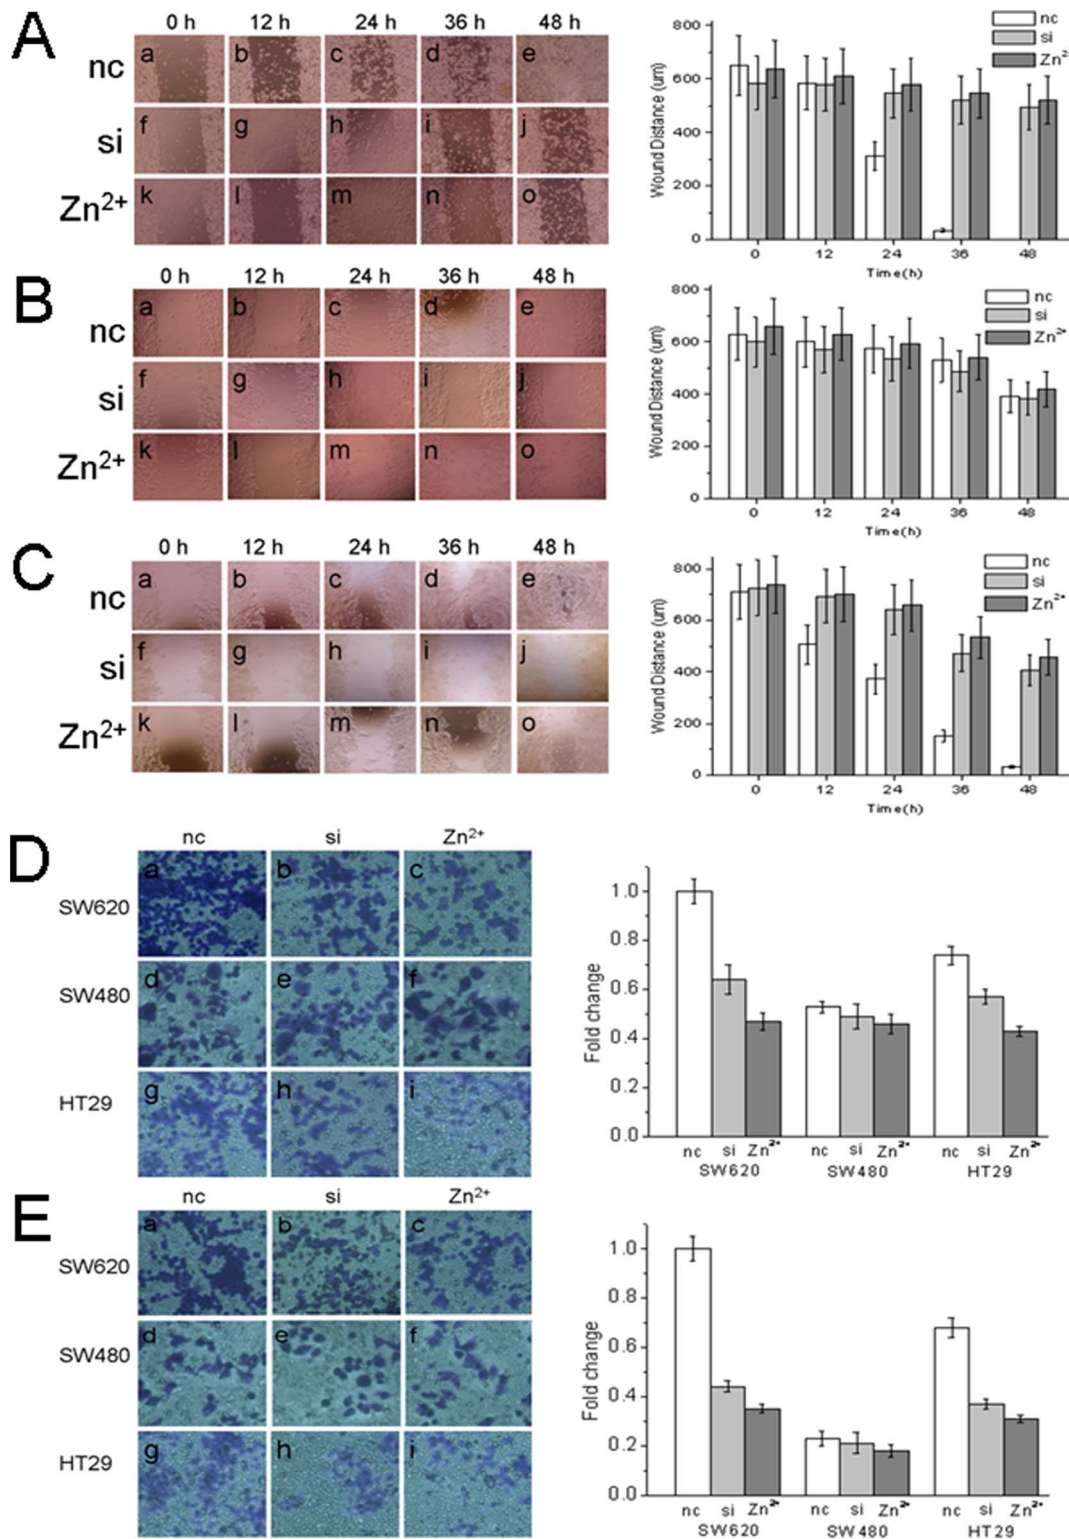 A
0 h 12 h 24 h 36 h 48 h
nc a b c d e
si f g h i j
Zn²⁺ k l m n o
800
600
400
200
0
Wound Distance (um)
nc
si
Zn²⁺
0 12 24 36 48
Time(h)
B
0 h 12 h 24 h 36 h 48 h
nc a b c d e
si f g h i j
Zn²⁺ k l m n o
800
600
400
200
0
Wound Distance (um)
nc
si
Zn²⁺
0 12 24 36 48
Time(h)
C
0 h 12 h 24 h 36 h 48 h
nc a b c d e
si f g h i j
Zn²⁺ k l m n o
800
600
400
200
0
Wound Distance (um)
nc
si
Zn²⁺
0 12 24 36 48
Time(h)
D
nc si Zn²⁺
SW620 a b c
SW480 d e f
HT29 g h i
1.0
0.8
0.6
0.4
0.2
0.0
Fold change
nc si Zn²⁺ nc si Zn²⁺ nc si Zn²⁺
SW620 SW480 HT29
E
nc si Zn²⁺
SW620 a b c
SW480 d e f
HT29 g h i
1.0
0.8
0.6
0.4
0.2
0.0
Fold change
nc si Zn²⁺ nc si Zn²⁺ nc si Zn²⁺
SW620 SW480 HT29